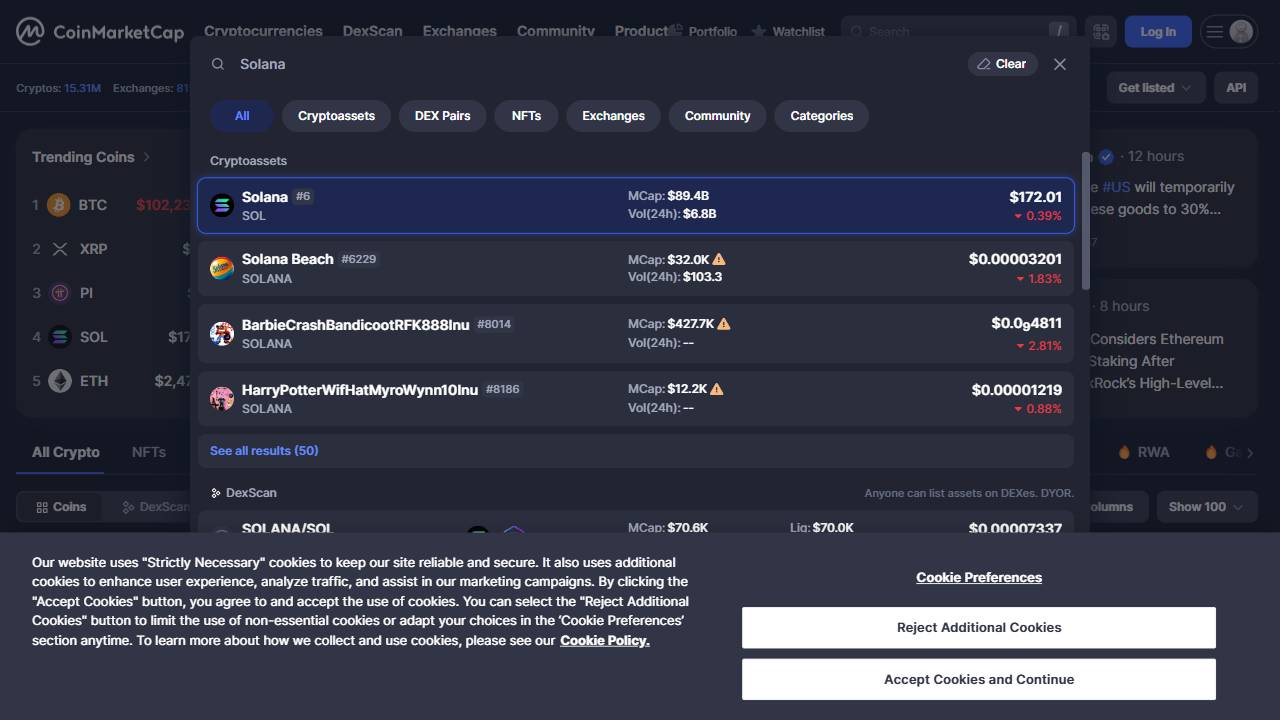 CoinMarketCap
Cryptocurrencies
DexScan
Exchanges
Community
Product
Portfolio
Watchlist
Search
/
Log In
Cryptos: 15.31M Exchanges: 81
Get listed
API
Solana
Clear
All
Cryptoassets
DEX Pairs
NFTs
Exchanges
Community
Categories
Cryptoassets
Solana #6
SOL
MCap: $89.4B
Vol(24h): $6.8B
$172.01
0.39%
Solana Beach #6229
SOLANA
MCap: $32.0K
Vol(24h): $103.3
$0.00003201
1.83%
BarbieCrashBandicootRFK888Inu #8014
SOLANA
MCap: $427.7K
Vol(24h): --
$0.0₉4811
2.81%
HarryPotterWifHatMyroWynn10Inu #8186
SOLANA
MCap: $12.2K
Vol(24h): --
$0.00001219
0.88%
See all results (50)
DexScan
Anyone can list assets on DEXes. DYOR.
SOLANA/SOL
MCap: $70.6K
Liq: $70.0K
$0.00007337
Trending Coins
1 BTC $102,23
2 XRP $
3 PI
4 SOL $17
5 ETH $2,47
· 12 hours
e #US will temporarily
ese goods to 30%...
7
· 8 hours
Considers Ethereum
Staking After
kRock's High-Level...
All Crypto
NFTs
RWA
Ga
Coins
DexScan
olumns
Show 100
Our website uses "Strictly Necessary" cookies to keep our site reliable and secure. It also uses additional
cookies to enhance user experience, analyze traffic, and assist in our marketing campaigns. By clicking the
"Accept Cookies" button, you agree to and accept the use of cookies. You can select the "Reject Additional
Cookies" button to limit the use of non-essential cookies or adapt your choices in the 'Cookie Preferences'
section anytime. To learn more about how we collect and use cookies, please see our Cookie Policy.
Cookie Preferences
Reject Additional Cookies
Accept Cookies and Continue